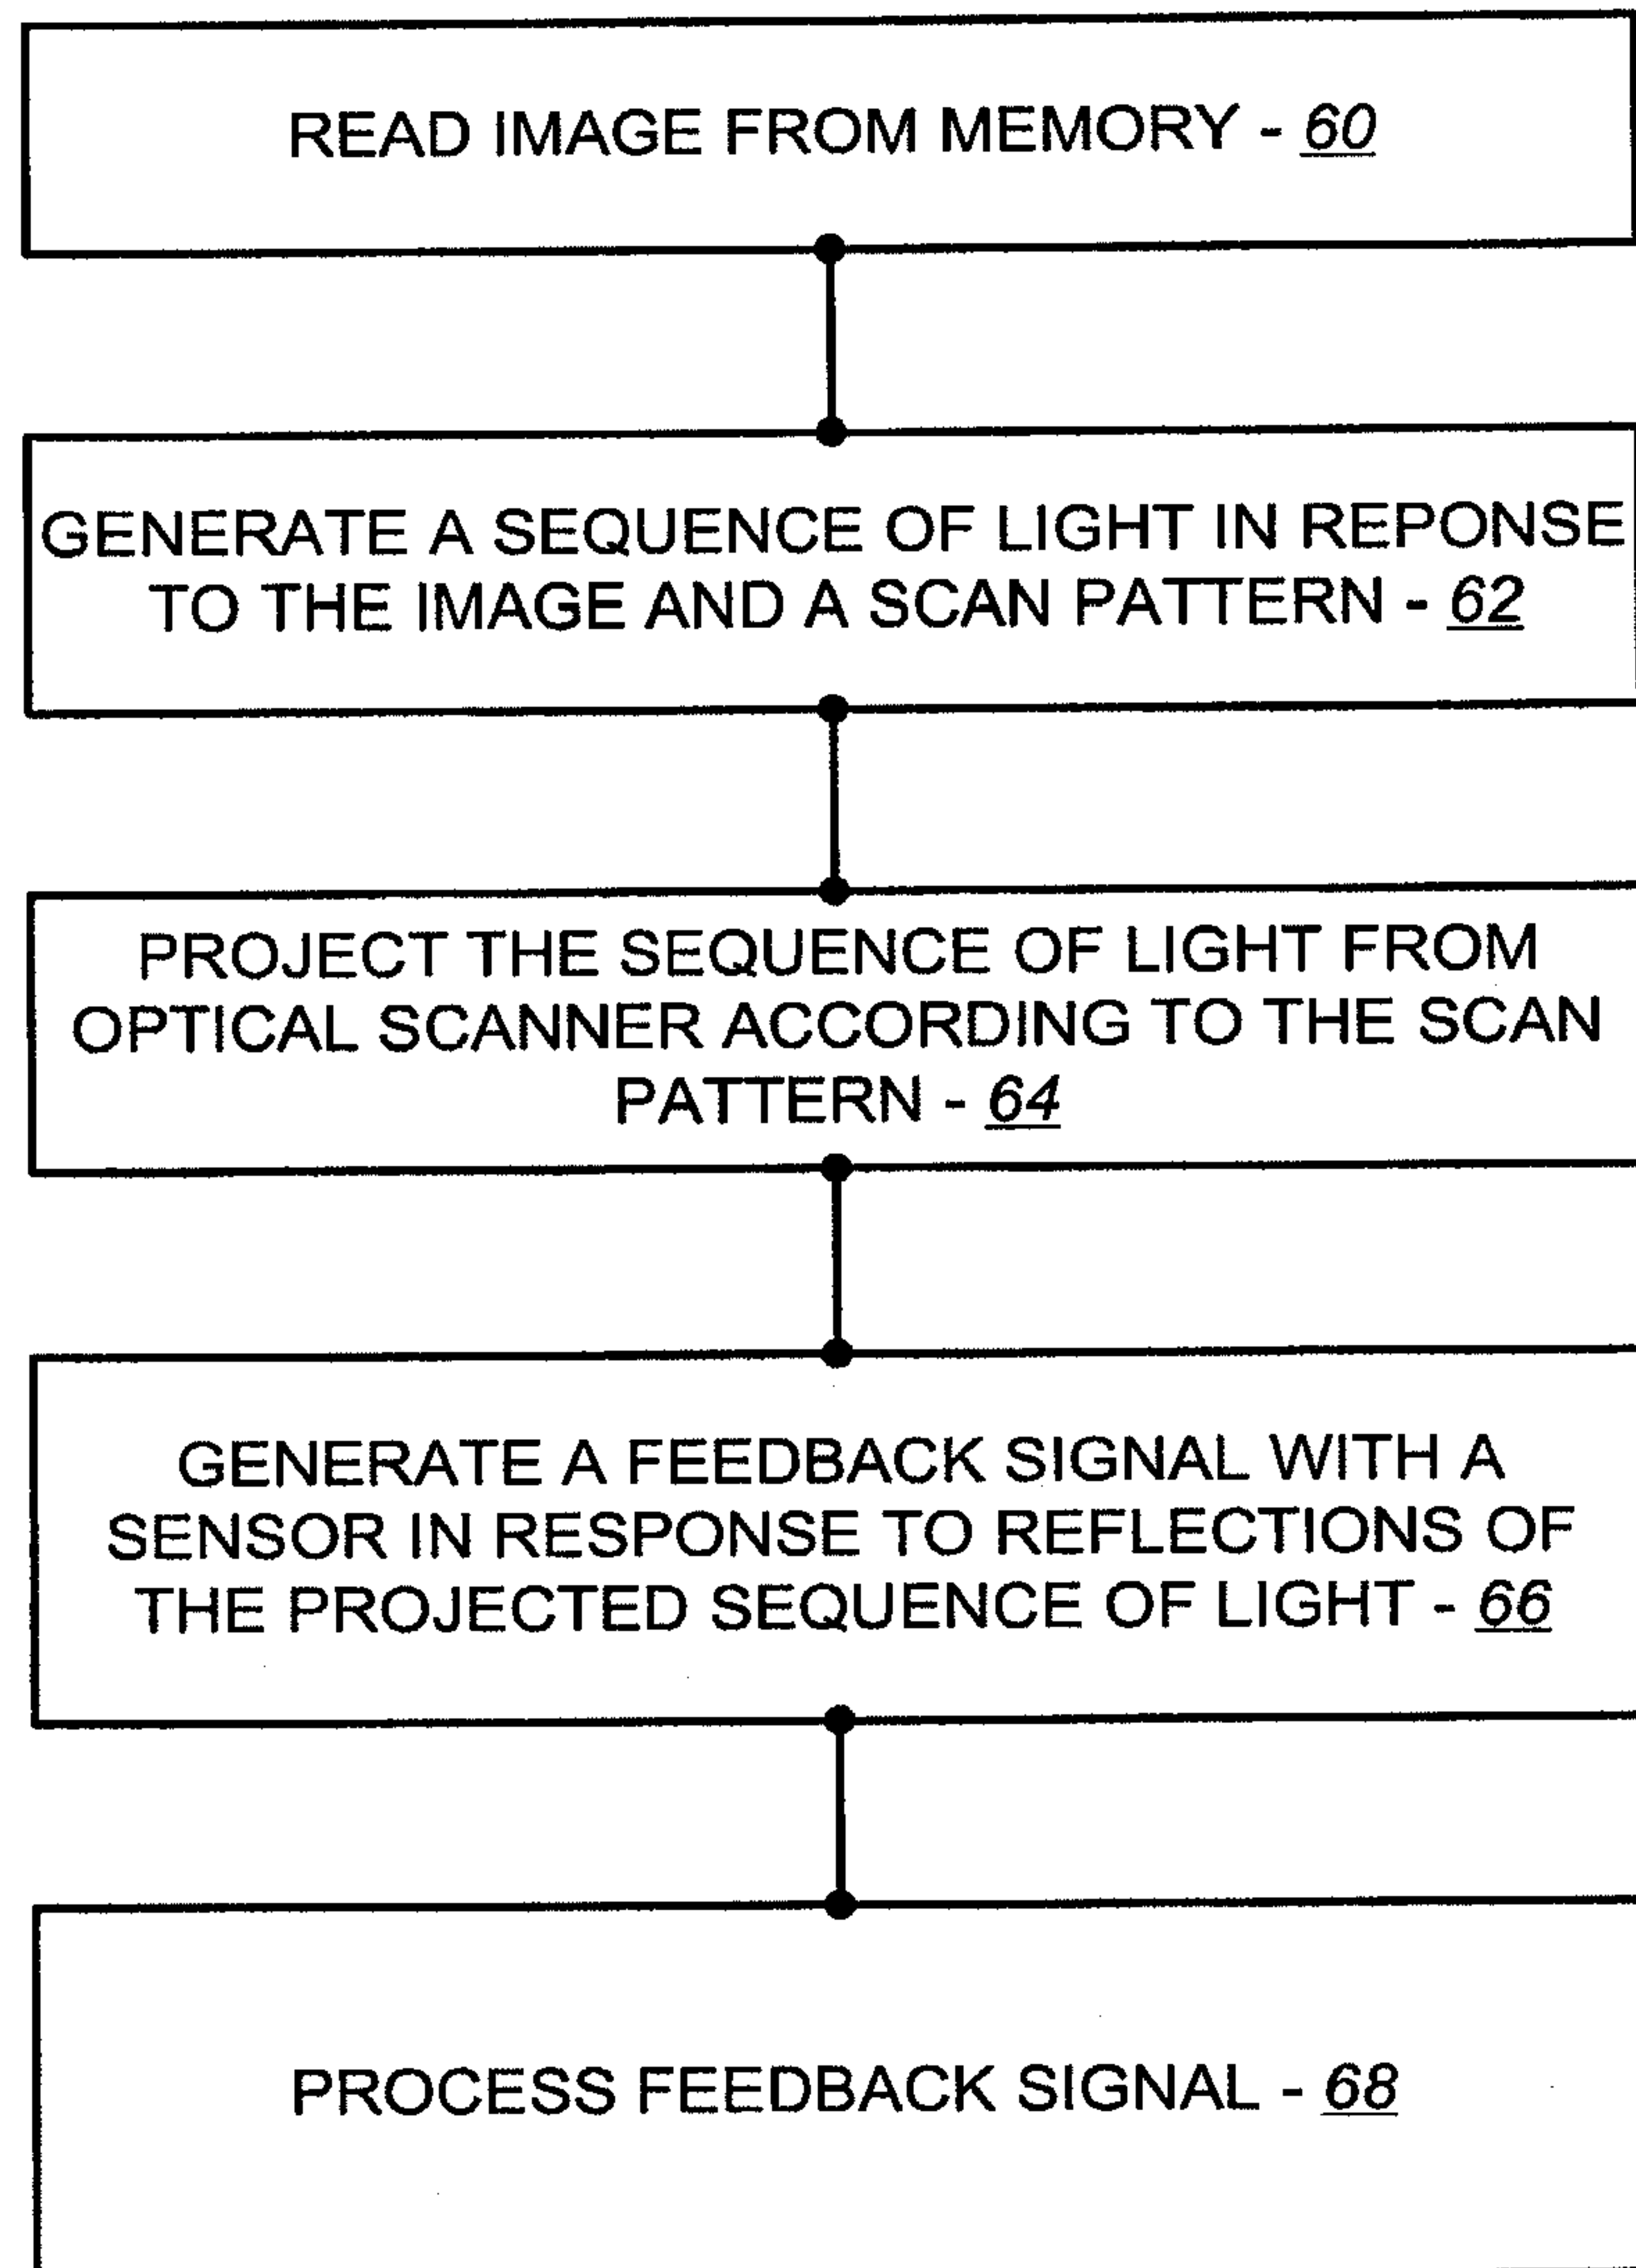 READ IMAGE FROM MEMORY - 60
GENERATE A SEQUENCE OF LIGHT IN REPONSE
TO THE IMAGE AND A SCAN PATTERN - 62
PROJECT THE SEQUENCE OF LIGHT FROM
OPTICAL SCANNER ACCORDING TO THE SCAN
PATTERN - 64
GENERATE A FEEDBACK SIGNAL WITH A
SENSOR IN RESPONSE TO REFLECTIONS OF
THE PROJECTED SEQUENCE OF LIGHT - 66
PROCESS FEEDBACK SIGNAL - 68